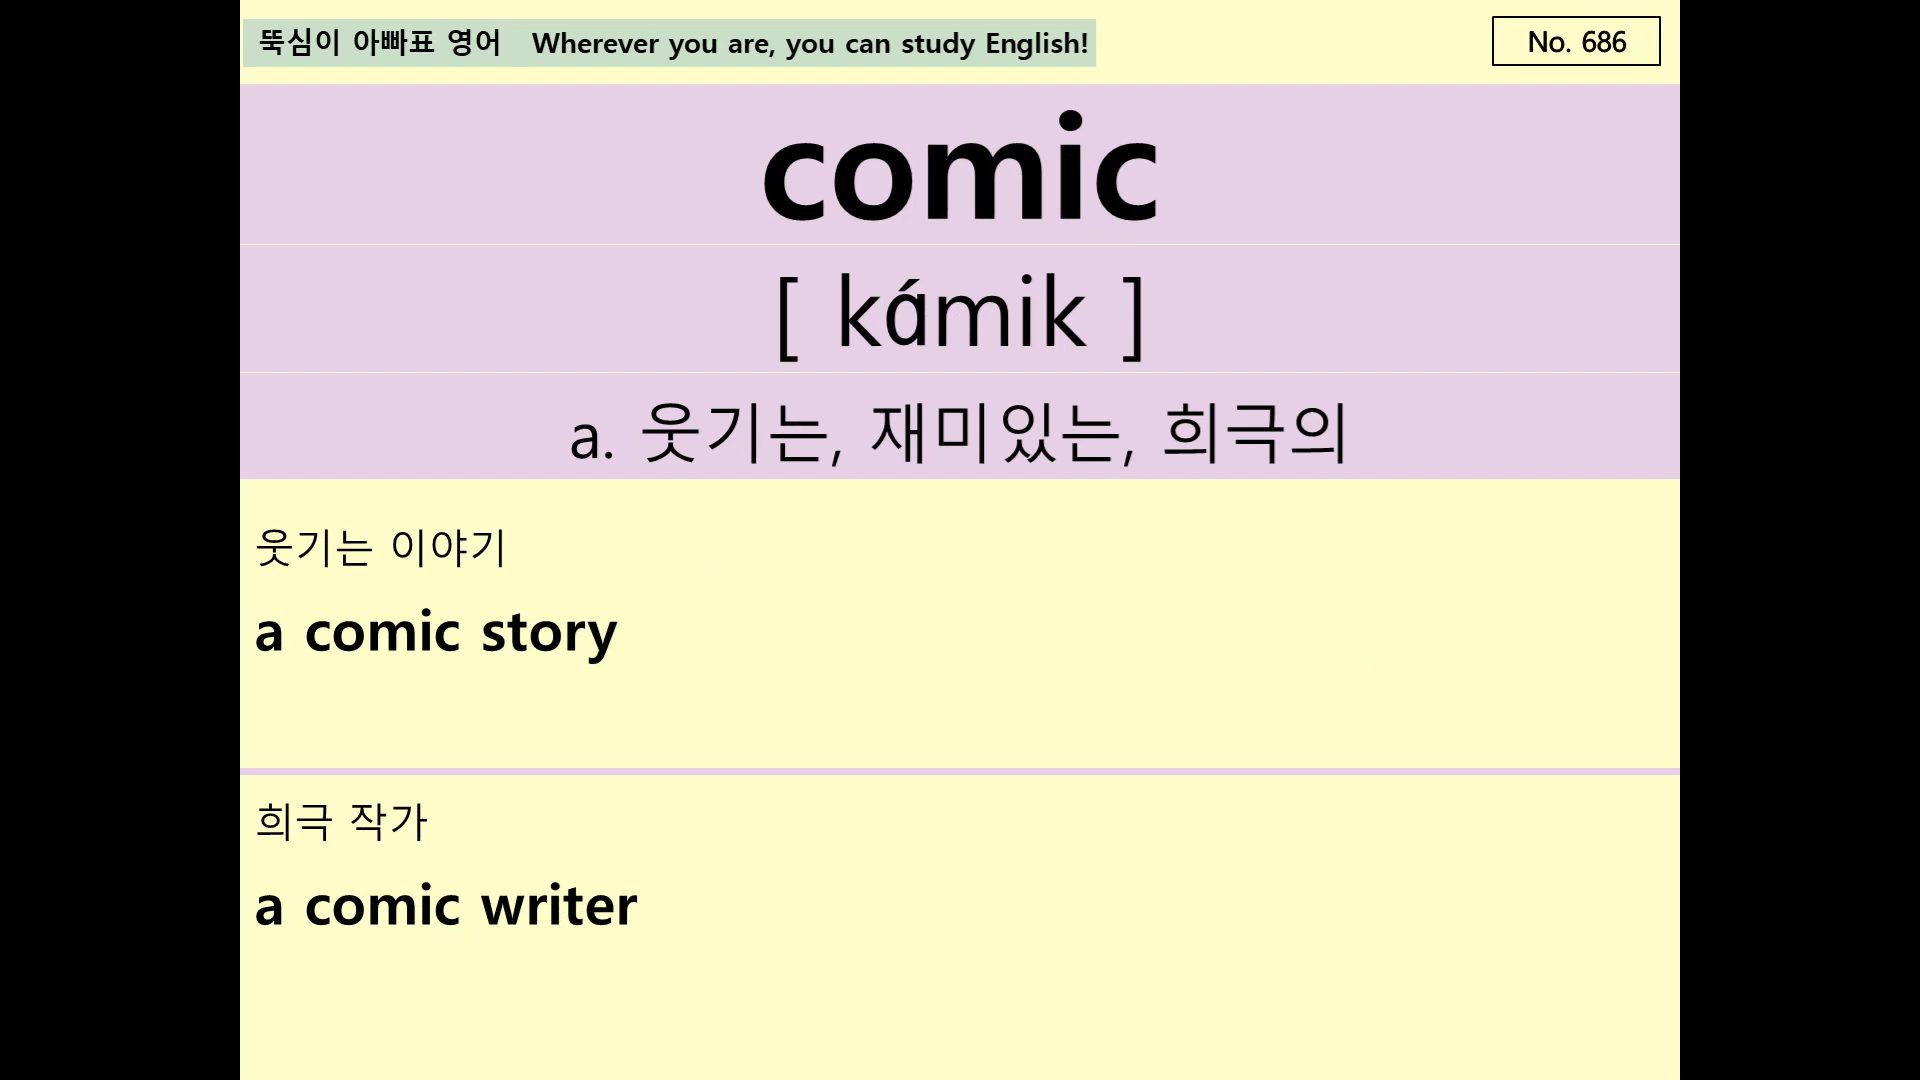 뚝심이 아빠표 영어 Wherever you are, you can study English!
No. 686
comic
[ kámik ]
a. 웃기는, 재미있는, 희극의
웃기는 이야기
a comic story
희극 작가
a comic writer